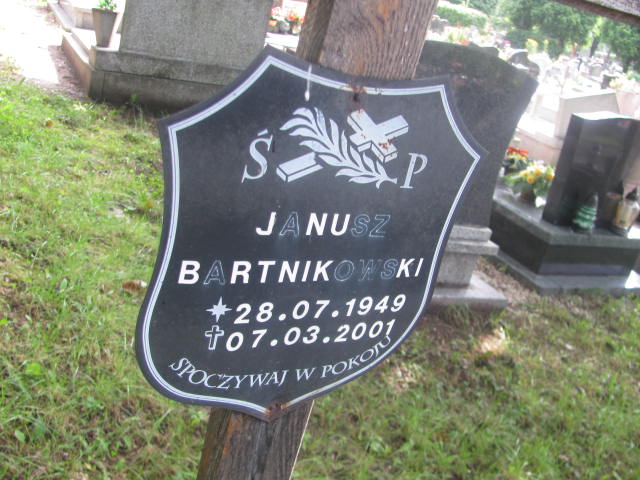 Ś P
JANUSZ
BARTNIKOWSKI
28.07.1949
07.03.2001
SPOCZYWAJ W POKOJU